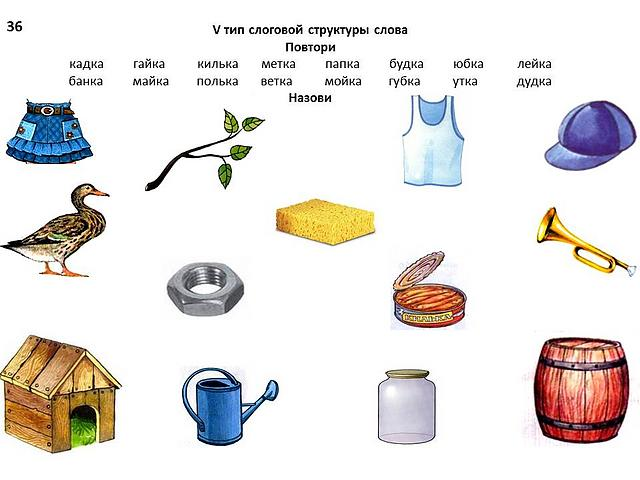 36
V тип слоговой структуры слова
Повтори
кадка гайка килька метка папка будка юбка лейка
банка майка полька ветка мойка губка утка дудка
Назови
КИЛЬКА